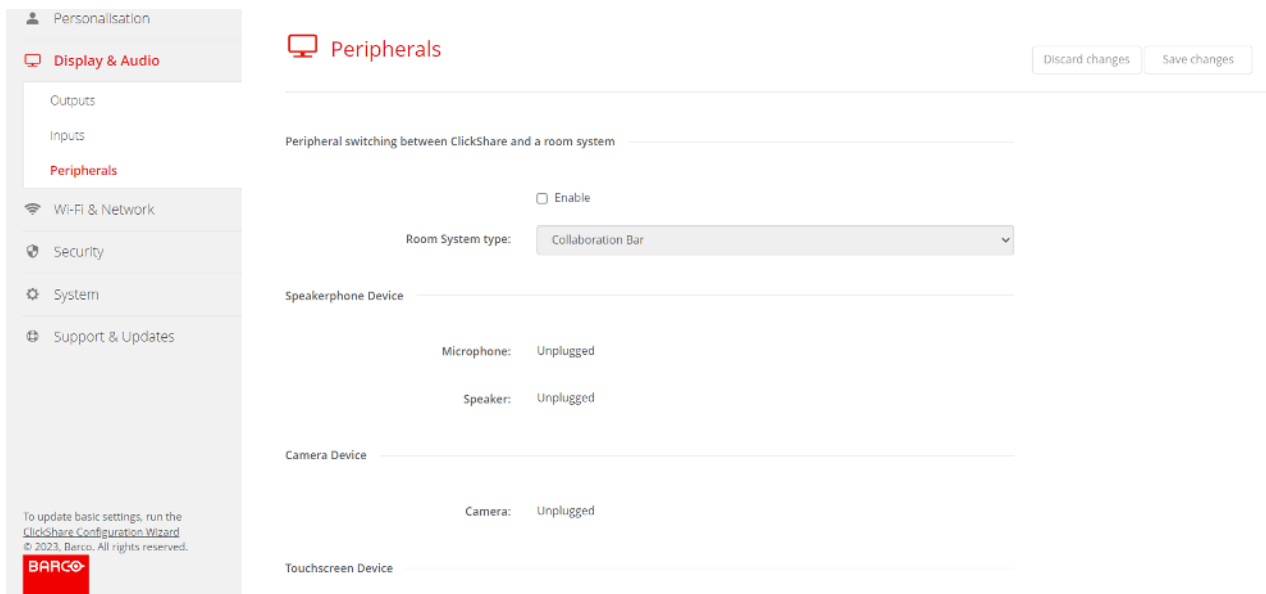 Personalisation
Display & Audio
Outputs
Inputs
Peripherals
Wi-Fi & Network
Security
System
Support & Updates
To update basic settings, run the
ClickShare Configuration Wizard
© 2023, Barco. All rights reserved.
BARCO
Peripherals
Discard changes
Save changes
Peripheral switching between ClickShare and a room system
Enable
Room System type: Collaboration Bar
Speakerphone Device
Microphone: Unplugged
Speaker: Unplugged
Camera Device
Camera: Unplugged
Touchscreen Device